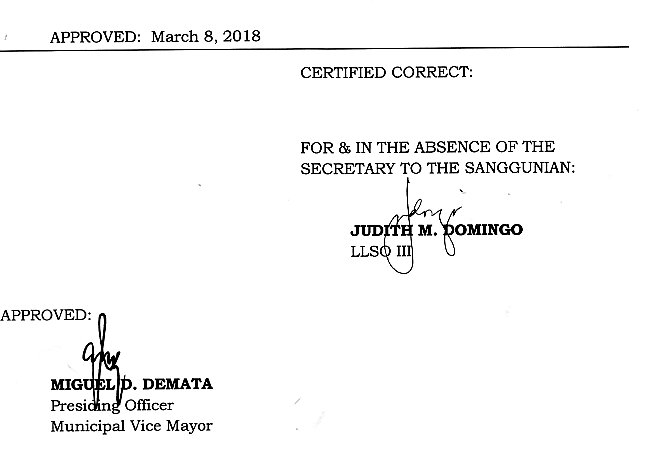 APPROVED: March 8, 2018
CERTIFIED CORRECT:
FOR & IN THE ABSENCE OF THE
SECRETARY TO THE SANGGUNIAN:
JUDITH M. DOMINGO
LLSO III
APPROVED:
MIGUEL D. DEMATA
Presiding Officer
Municipal Vice Mayor